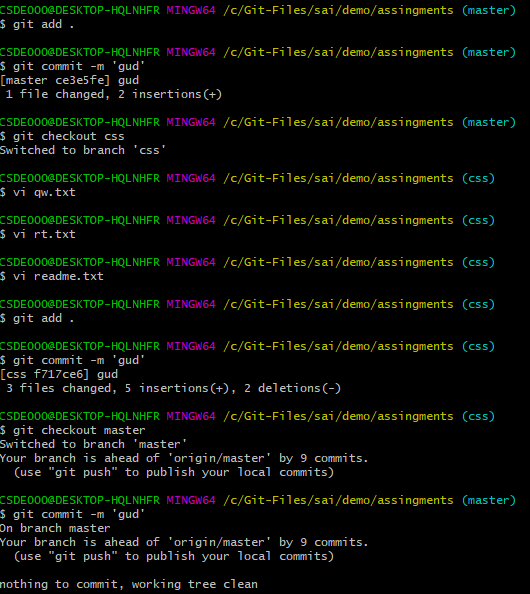 CSDE000@DESKTOP-HQLNHFR MINGW64 /c/Git-Files/sai/demo/assingments (master)
$ git add .
CSDE000@DESKTOP-HQLNHFR MINGW64 /c/Git-Files/sai/demo/assingments (master)
$ git commit -m 'gud'
[master ce3e5fe] gud
 1 file changed, 2 insertions(+)
CSDE000@DESKTOP-HQLNHFR MINGW64 /c/Git-Files/sai/demo/assingments (master)
$ git checkout css
Switched to branch 'css'
CSDE000@DESKTOP-HQLNHFR MINGW64 /c/Git-Files/sai/demo/assingments (css)
$ vi qw.txt
CSDE000@DESKTOP-HQLNHFR MINGW64 /c/Git-Files/sai/demo/assingments (css)
$ vi rt.txt
CSDE000@DESKTOP-HQLNHFR MINGW64 /c/Git-Files/sai/demo/assingments (css)
$ vi readme.txt
CSDE000@DESKTOP-HQLNHFR MINGW64 /c/Git-Files/sai/demo/assingments (css)
$ git add .
CSDE000@DESKTOP-HQLNHFR MINGW64 /c/Git-Files/sai/demo/assingments (css)
$ git commit -m 'gud'
[css f717ce6] gud
 3 files changed, 5 insertions(+), 2 deletions(-)
CSDE000@DESKTOP-HQLNHFR MINGW64 /c/Git-Files/sai/demo/assingments (css)
$ git checkout master
Switched to branch 'master'
Your branch is ahead of 'origin/master' by 9 commits.
  (use "git push" to publish your local commits)
CSDE000@DESKTOP-HQLNHFR MINGW64 /c/Git-Files/sai/demo/assingments (master)
$ git commit -m 'gud'
On branch master
Your branch is ahead of 'origin/master' by 9 commits.
  (use "git push" to publish your local commits)
nothing to commit, working tree clean